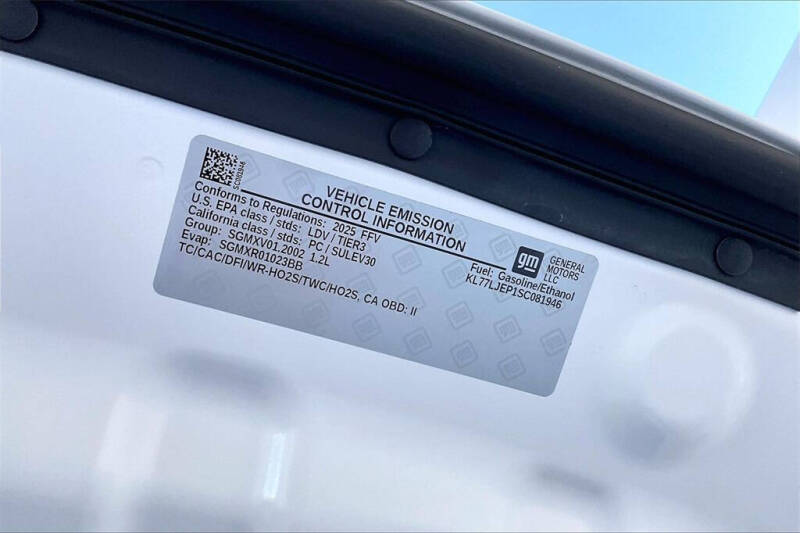 SC081946
VEHICLE EMISSION
CONTROL INFORMATION
Conforms to Regulations: 2025 FFV
U.S. EPA class / stds: LDV / TIER3
California class / stds: PC / SULEV30
Group: SGMXV01.2002 1.2L
Evap: SGMXR01023BB
TC/CAC/DFI/WR-HO2S/TWC/HO2S, CA OBD: II
gm
GENERAL
MOTORS
LLC
Fuel: Gasoline/Ethanol
KL77LJEP1SC081946